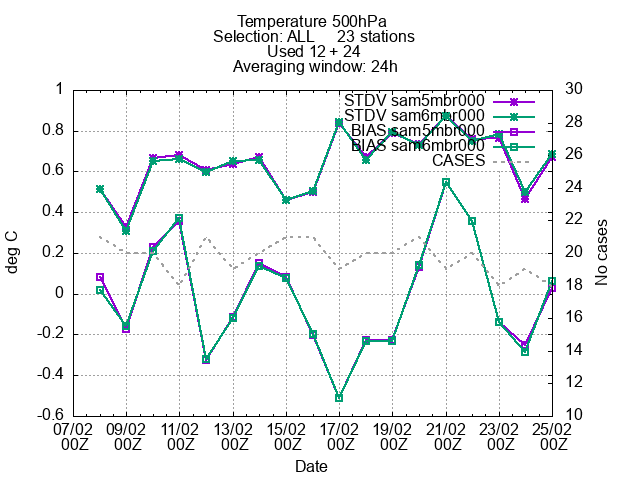 Temperature 500hPa
Selection: ALL 23 stations
Used 12 + 24
Averaging window: 24h
STDV sam5mbr000
STDV sam6mbr000
BIAS sam5mbr000
BIAS sam6mbr000
CASES
deg C
1
0.8
0.6
0.4
0.2
0
-0.2
-0.4
-0.6
No cases
30
28
26
24
22
20
18
16
14
12
10
07/02 09/02 11/02 13/02 15/02 17/02 19/02 21/02 23/02 25/02
00Z 00Z 00Z 00Z 00Z 00Z 00Z 00Z 00Z 00Z
Date